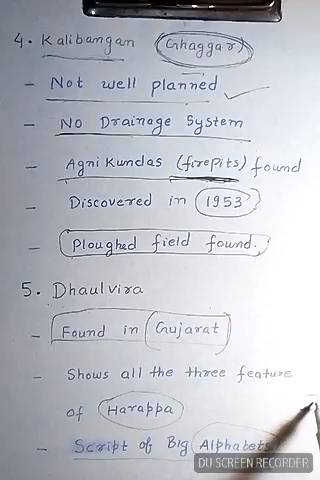 4. Kalibangan (Ghaggar)
- Not well planned
- NO Drainage System
- Agni Kundas (firepits) found
- Discovered in 1953
- Ploughed field found.
5. Dhaulvira
- Found in Gujarat
- Shows all the three feature
of Harappa
- Script of Big Alphabets
DU SCREEN RECORDER